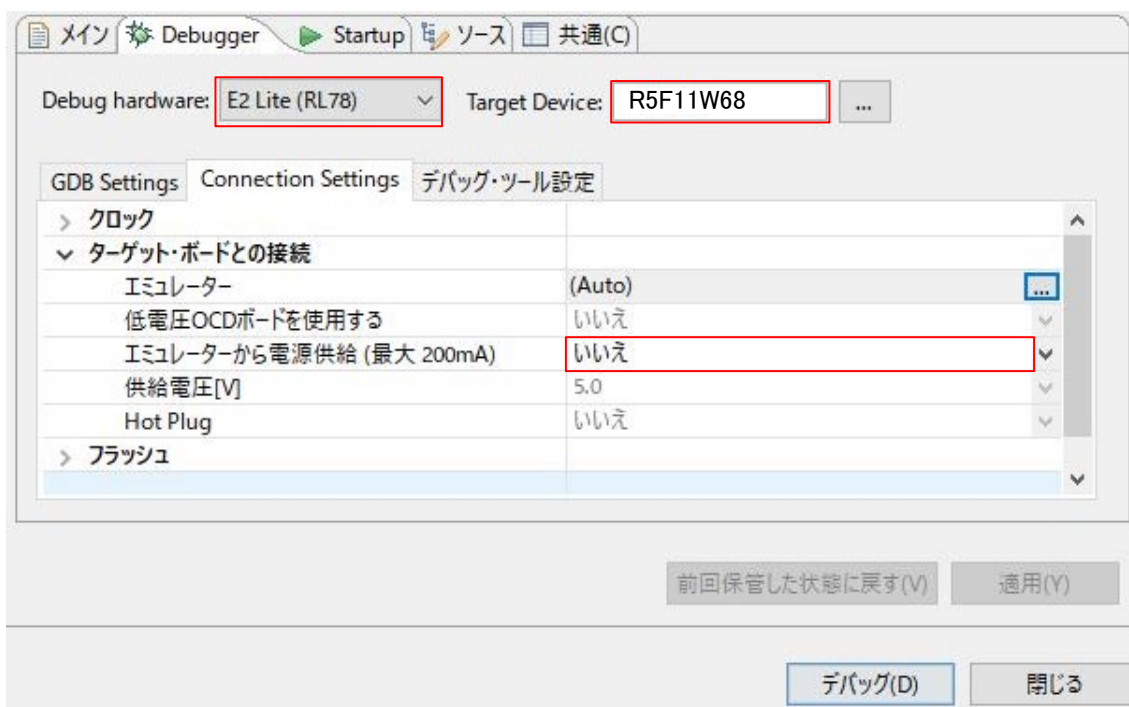 メイン Debugger Startup ソース 共通(C)
Debug hardware: E2 Lite (RL78) Target Device: R5F11W68 ...
GDB Settings Connection Settings デバッグ・ツール設定
クロック
ターゲット・ボードとの接続
エミュレーター (Auto) ...
低電圧OCDボードを使用する いいえ
エミュレーターから電源供給 (最大 200mA) いいえ
供給電圧[V] 5.0
Hot Plug いいえ
フラッシュ
前回保管した状態に戻す(V) 適用(Y)
デバッグ(D) 閉じる